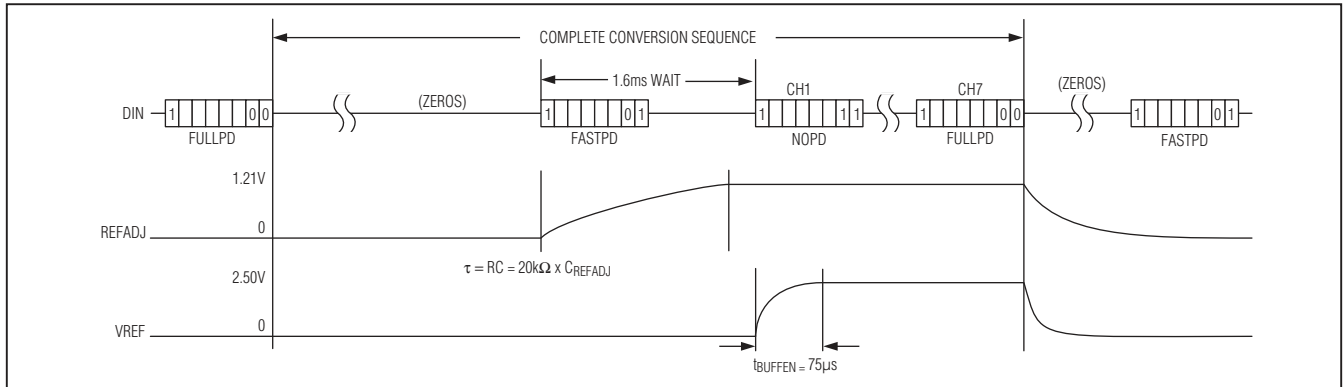 COMPLETE CONVERSION SEQUENCE
1.6ms WAIT
(ZEROS)
CH1
CH7
(ZEROS)
DIN
1 0 0
1 0 1
1 1 1
1 0 0
1 0 1
FULLPD
FASTPD
NOPD
FULLPD
FASTPD
1.21V
0
REFADJ
τ = RC = 20kΩ x CREFADJ
2.50V
0
VREF
tBUFFEN = 75μs